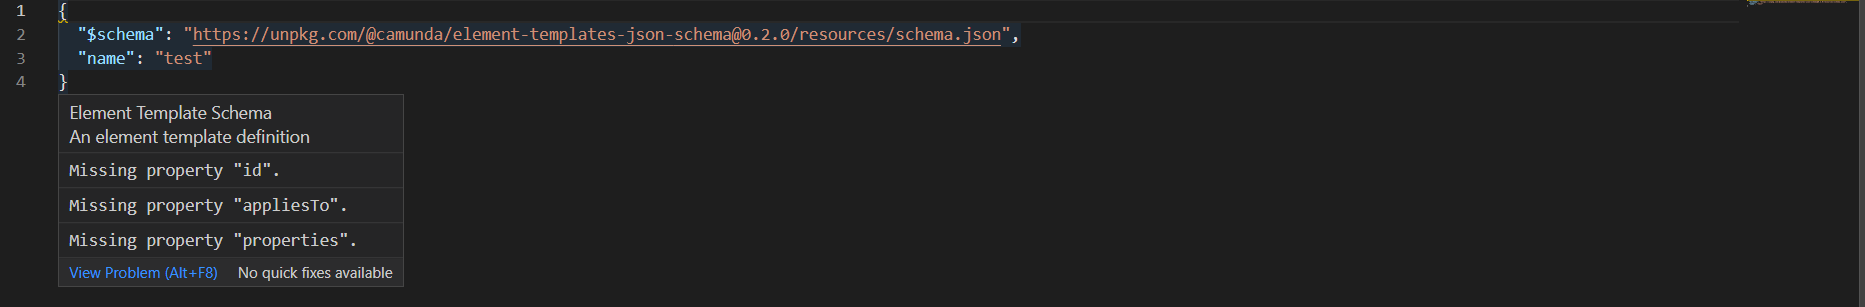 1 {
2 "$schema": "https://unpkg.com/@camunda/element-templates-json-schema@0.2.0/resources/schema.json",
3 "name": "test"
4 }
Element Template Schema
An element template definition
Missing property "id".
Missing property "appliesTo".
Missing property "properties".
View Problem (Alt+F8) No quick fixes available